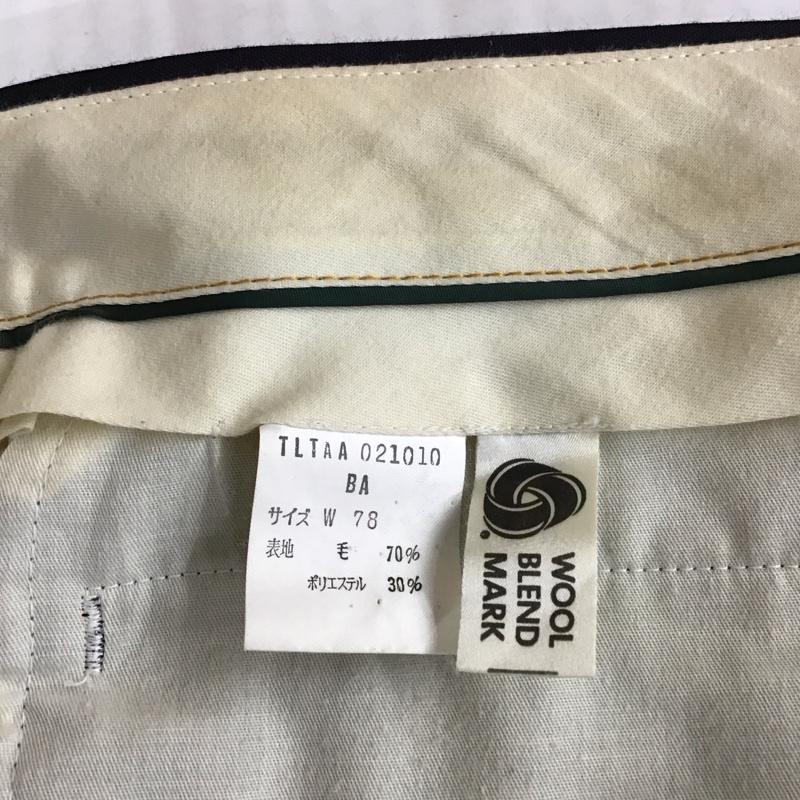 TLTAA 021010
BA
サイズ W 78
表地 毛 70%
ポリエステル 30%
WOOL
BLEND
MARK